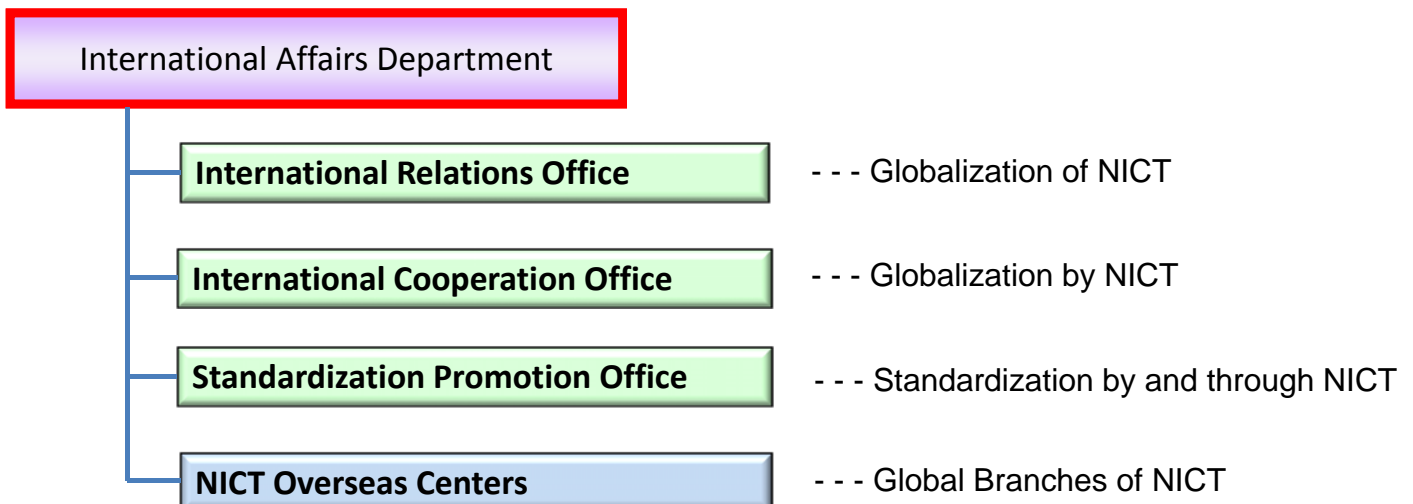 International Affairs Department
International Relations Office - - - Globalization of NICT
International Cooperation Office - - - Globalization by NICT
Standardization Promotion Office - - - Standardization by and through NICT
NICT Overseas Centers - - - Global Branches of NICT